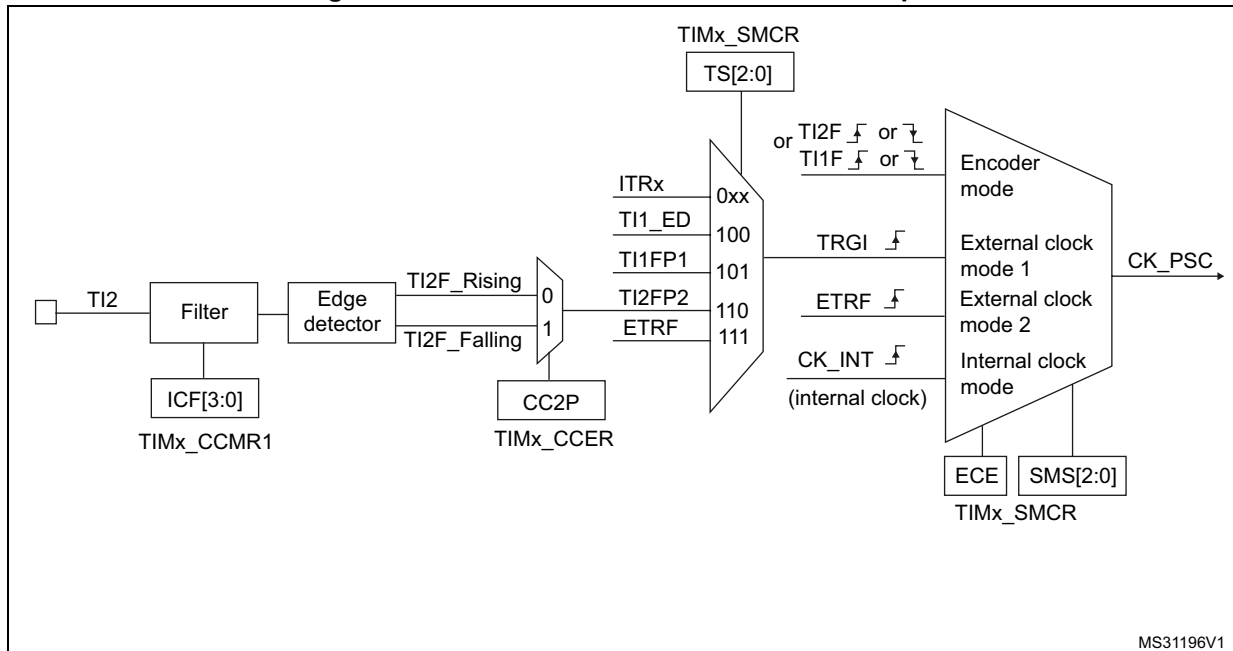 TIMx_SMCR
TS[2:0]
or TI2F or
TI1F or
Encoder
mode
ITRx
0xx
TI1_ED
100
TRGI
External clock
mode 1
CK_PSC
TI1FP1
101
TI2
Filter
Edge
detector
TI2F_Rising
0
TI2F_Falling
1
TI2FP2
110
ETRF
111
ETRF
External clock
mode 2
CK_INT
(internal clock)
Internal clock
mode
ICF[3:0]
TIMx_CCMR1
CC2P
TIMx_CCER
ECE
SMS[2:0]
TIMx_SMCR
MS31196V1